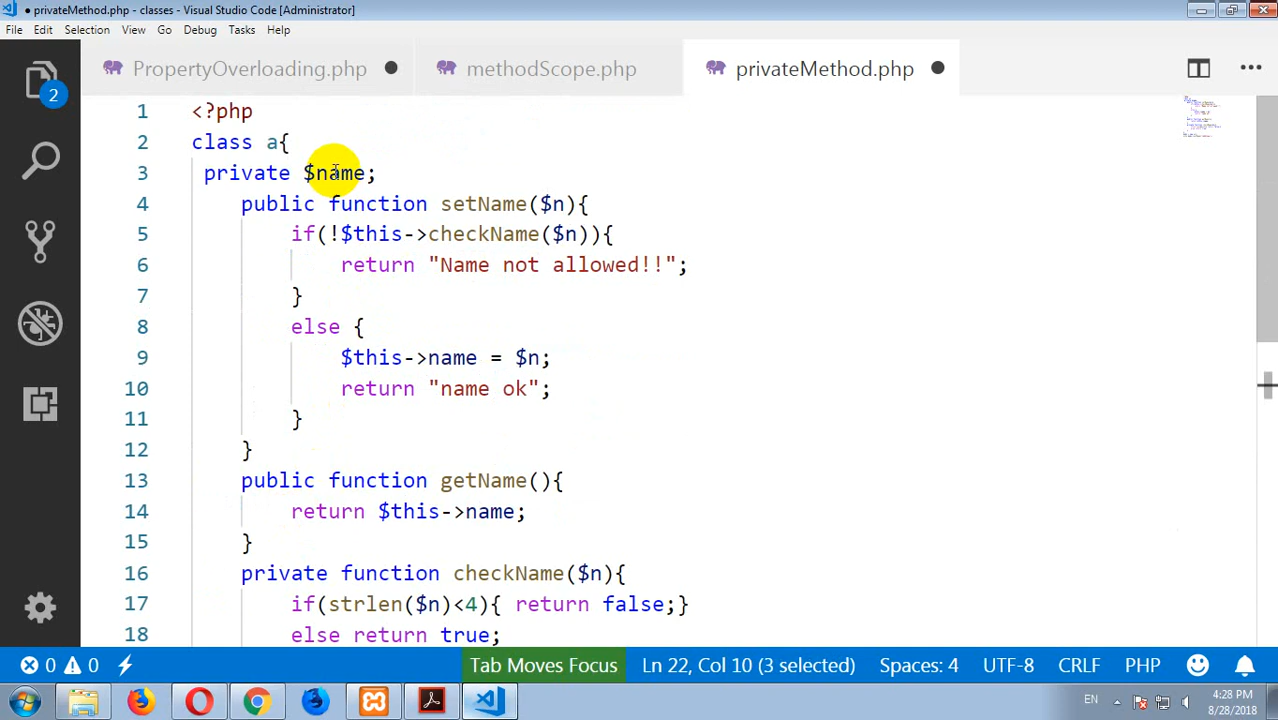 ● privateMethod.php - classes - Visual Studio Code [Administrator]
File Edit Selection View Go Debug Tasks Help
PropertyOverloading.php ● methodScope.php privateMethod.php ●
1 <?php
2 class a{
3 private $name;
4 public function setName($n){
5 if(!$this->checkName($n)){
6 return "Name not allowed!!";
7 }
8 else {
9 $this->name = $n;
10 return "name ok";
11 }
12 }
13 public function getName(){
14 return $this->name;
15 }
16 private function checkName($n){
17 if(strlen($n)<4){ return false;}
18 else return true;
2
0 0 Tab Moves Focus Ln 22, Col 10 (3 selected) Spaces: 4 UTF-8 CRLF PHP
EN 4:28 PM
8/28/2018